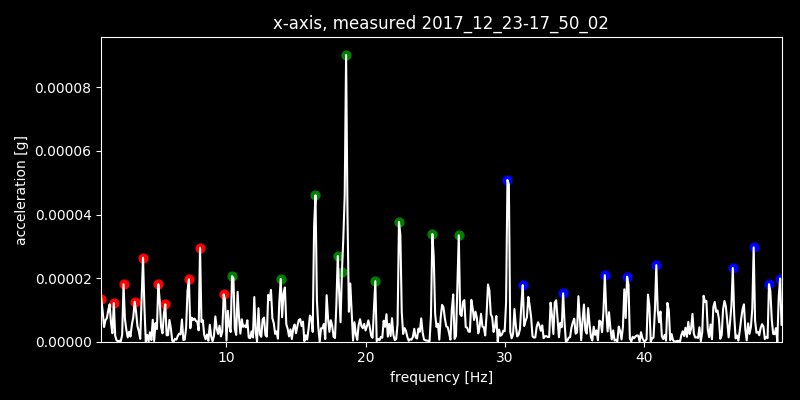 x-axis, measured 2017_12_23-17_50_02
acceleration [g]
0.00008
0.00006
0.00004
0.00002
0.00000
10 20 30 40
frequency [Hz]